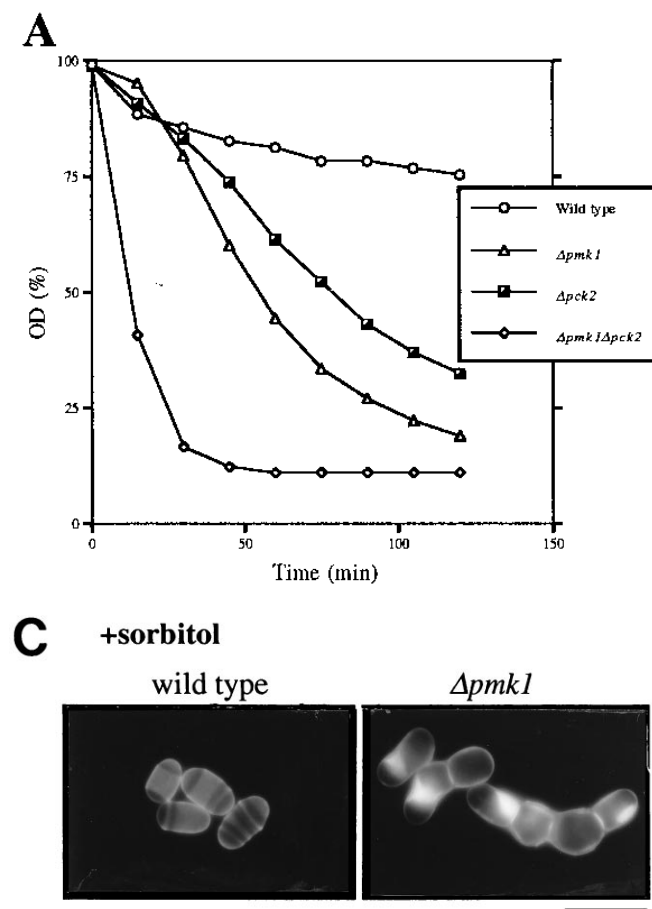 A
100
75
50
25
0
OD (%)
0
50
100
150
Time (min)
Wild type
Δpmk1
Δpck2
Δpmk1Δpck2
C +sorbitol
wild type Δpmk1